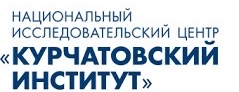 НАЦИОНАЛЬНЫЙ
ИССЛЕДОВАТЕЛЬСКИЙ ЦЕНТР
«КУРЧАТОВСКИЙ
ИНСТИТУТ»